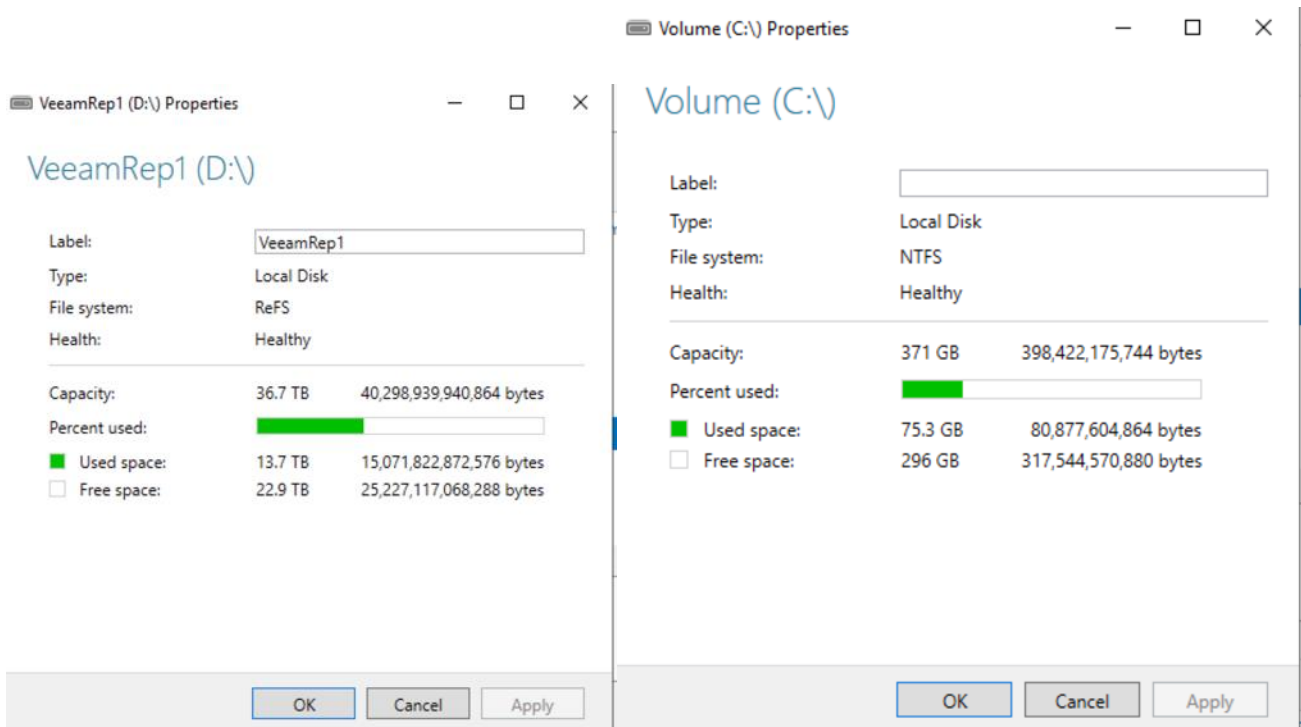 VeeamRep1 (D:\) Properties
VeeamRep1 (D:\)
Label: VeeamRep1
Type: Local Disk
File system: ReFS
Health: Healthy
Capacity: 36.7 TB 40,298,939,940,864 bytes
Percent used:
Used space: 13.7 TB 15,071,822,872,576 bytes
Free space: 22.9 TB 25,227,117,068,288 bytes
OK Cancel Apply
Volume (C:\) Properties
Volume (C:\)
Label:
Type: Local Disk
File system: NTFS
Health: Healthy
Capacity: 371 GB 398,422,175,744 bytes
Percent used:
Used space: 75.3 GB 80,877,604,864 bytes
Free space: 296 GB 317,544,570,880 bytes
OK Cancel Apply